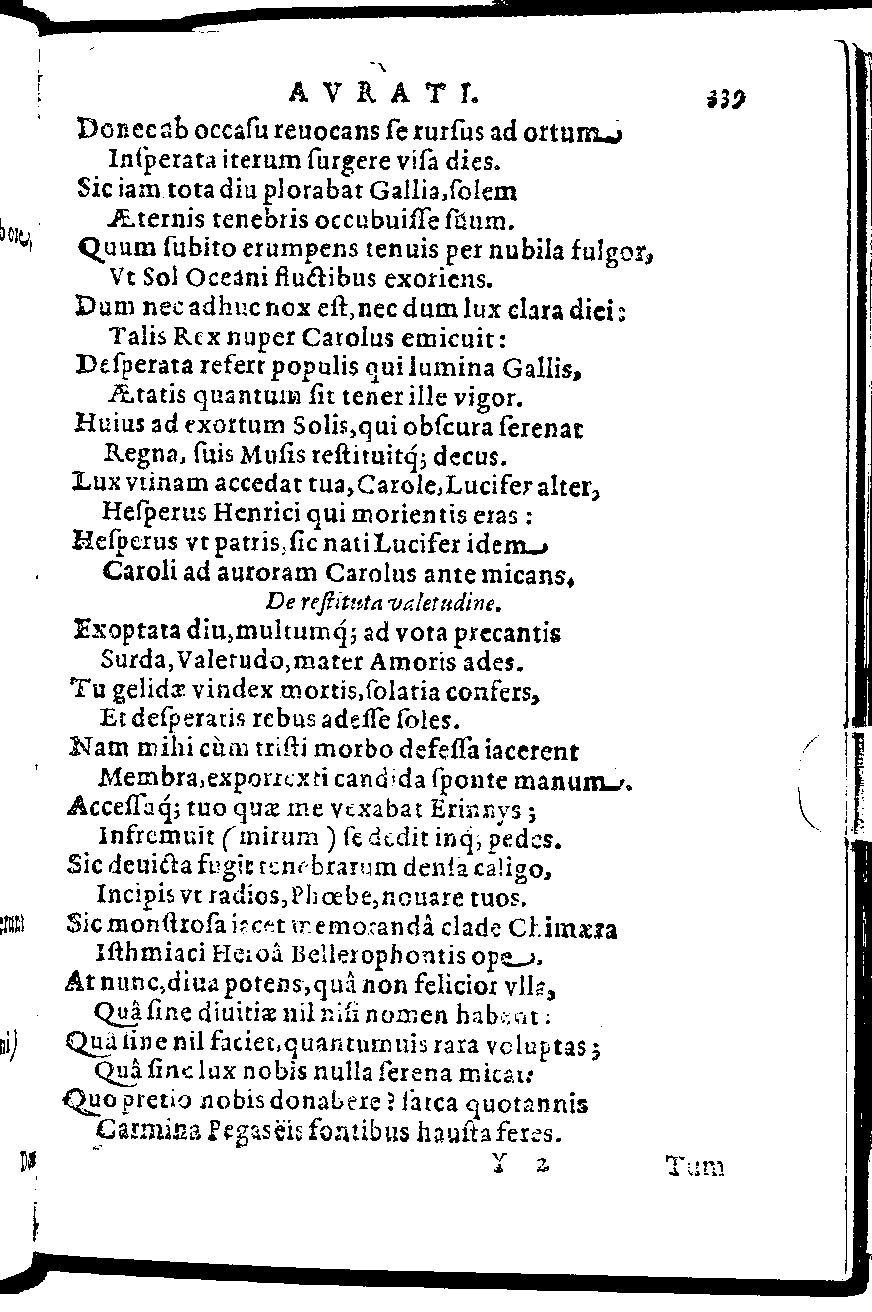 AVRATI. 339
Donec ab occaſu reuocans ſe rurſus ad ortum
Inſperata iterum ſurgere viſa dies.
Sic iam tota diu plorabat Gallia, ſolem
Æternis tenebris occubuiſſe ſuum.
Quum ſubito erumpens tenuis per nubila fulgor,
Vt Sol Oceani fluctibus exoriens.
Dum nec adhuc nox eſt, nec dum lux clara diei:
Talis Rex nuper Carolus emicuit:
Deſperata refert populis qui lumina Gallis,
Ætatis quantum ſit tener ille vigor.
Huius ad exortum Solis, qui obſcura ſerenat
Regna, ſuis Muſis reſtituitq́; decus.
Lux vtinam accedat tua, Carole, Lucifer alter,
Heſperus Henrici qui morientis eras:
Heſperus vt patris, ſic nati Lucifer idem
Caroli ad auroram Carolus ante micans.
De reſtituta valetudine.
Exoptata diu, multumq́; ad vota precantis
Surda, Valetudo, mater Amoris ades.
Tu gelidæ vindex mortis, ſolatia confers,
Et deſperatis rebus adeſſe ſoles.
Nam mihi cùm triſti morbo defeſſa iacerent
Membra, exporrexti candida ſponte manum.
Acceſſaq́; tuo quæ me vexabat Erinnys;
Infremuit (mirum) ſe dedit inq́; pedes.
Sic deuicta fugit tenebrarum denſa caligo,
Incipis vt radios, Phœbe, nouare tuos.
Sic monſtroſa iacet memorandâ clade Chimæra
Iſthmiaci Heroâ Bellerophontis ope.
At nunc, diua potens, quâ non felicior vlla,
Quâ ſine diuitiæ nil niſi nomen habent:
Quâ ſine nil faciet, quantumuis rara voluptas;
Quâ ſine lux nobis nulla ſerena micat:
Quo pretio nobis donabere? ſarta quotannis
Carmina Pegaſëis fontibus hauſta feres.
Y 2 Tum